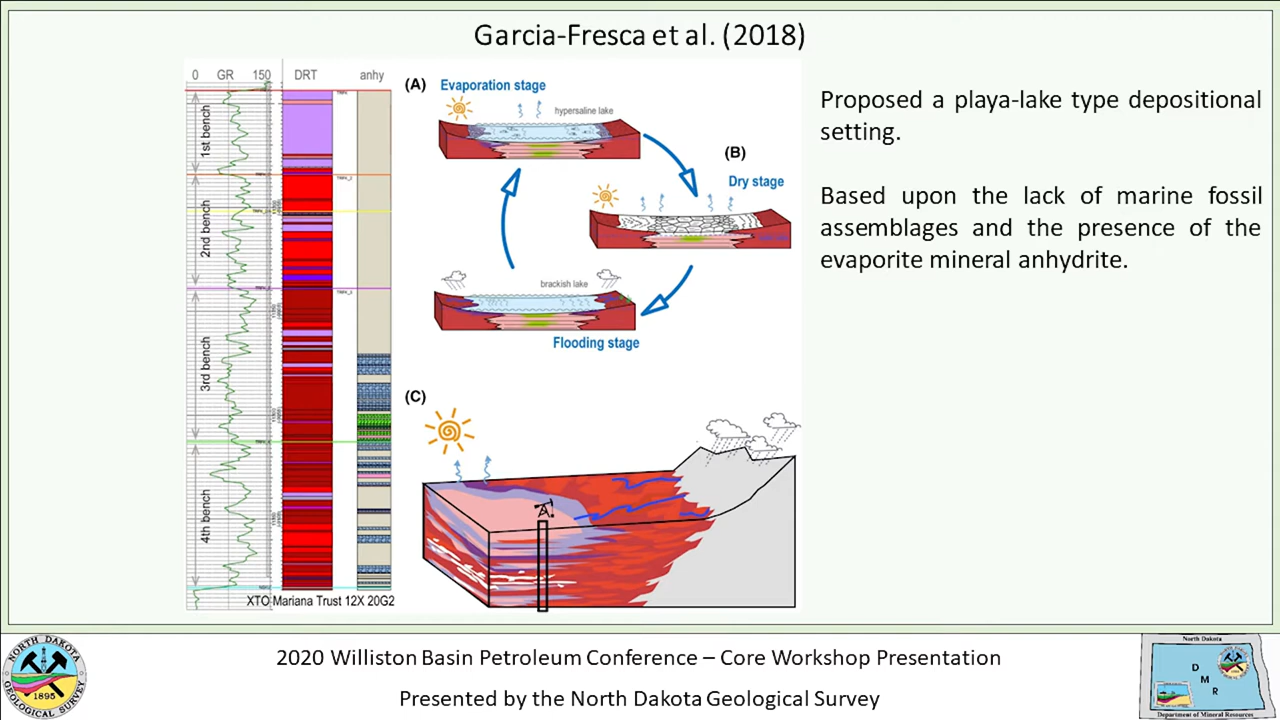 Garcia-Fresca et al. (2018)
0 GR 150 DRT anhy
1st bench
2nd bench
3rd bench
4th bench
XTO Mariana Trust 12X 20G2
(A) Evaporation stage
hypersaline lake
(B)
Dry stage
brackish lake
Flooding stage
(C)
A.
Proposed a playa-lake type depositional
setting.
Based upon the lack of marine fossil
assemblages and the presence of the
evaporite mineral anhydrite.
NORTH DAKOTA
GEOLOGICAL SURVEY
1895
2020 Williston Basin Petroleum Conference – Core Workshop Presentation
Presented by the North Dakota Geological Survey
North Dakota
D
M
R
Department of Mineral Resources